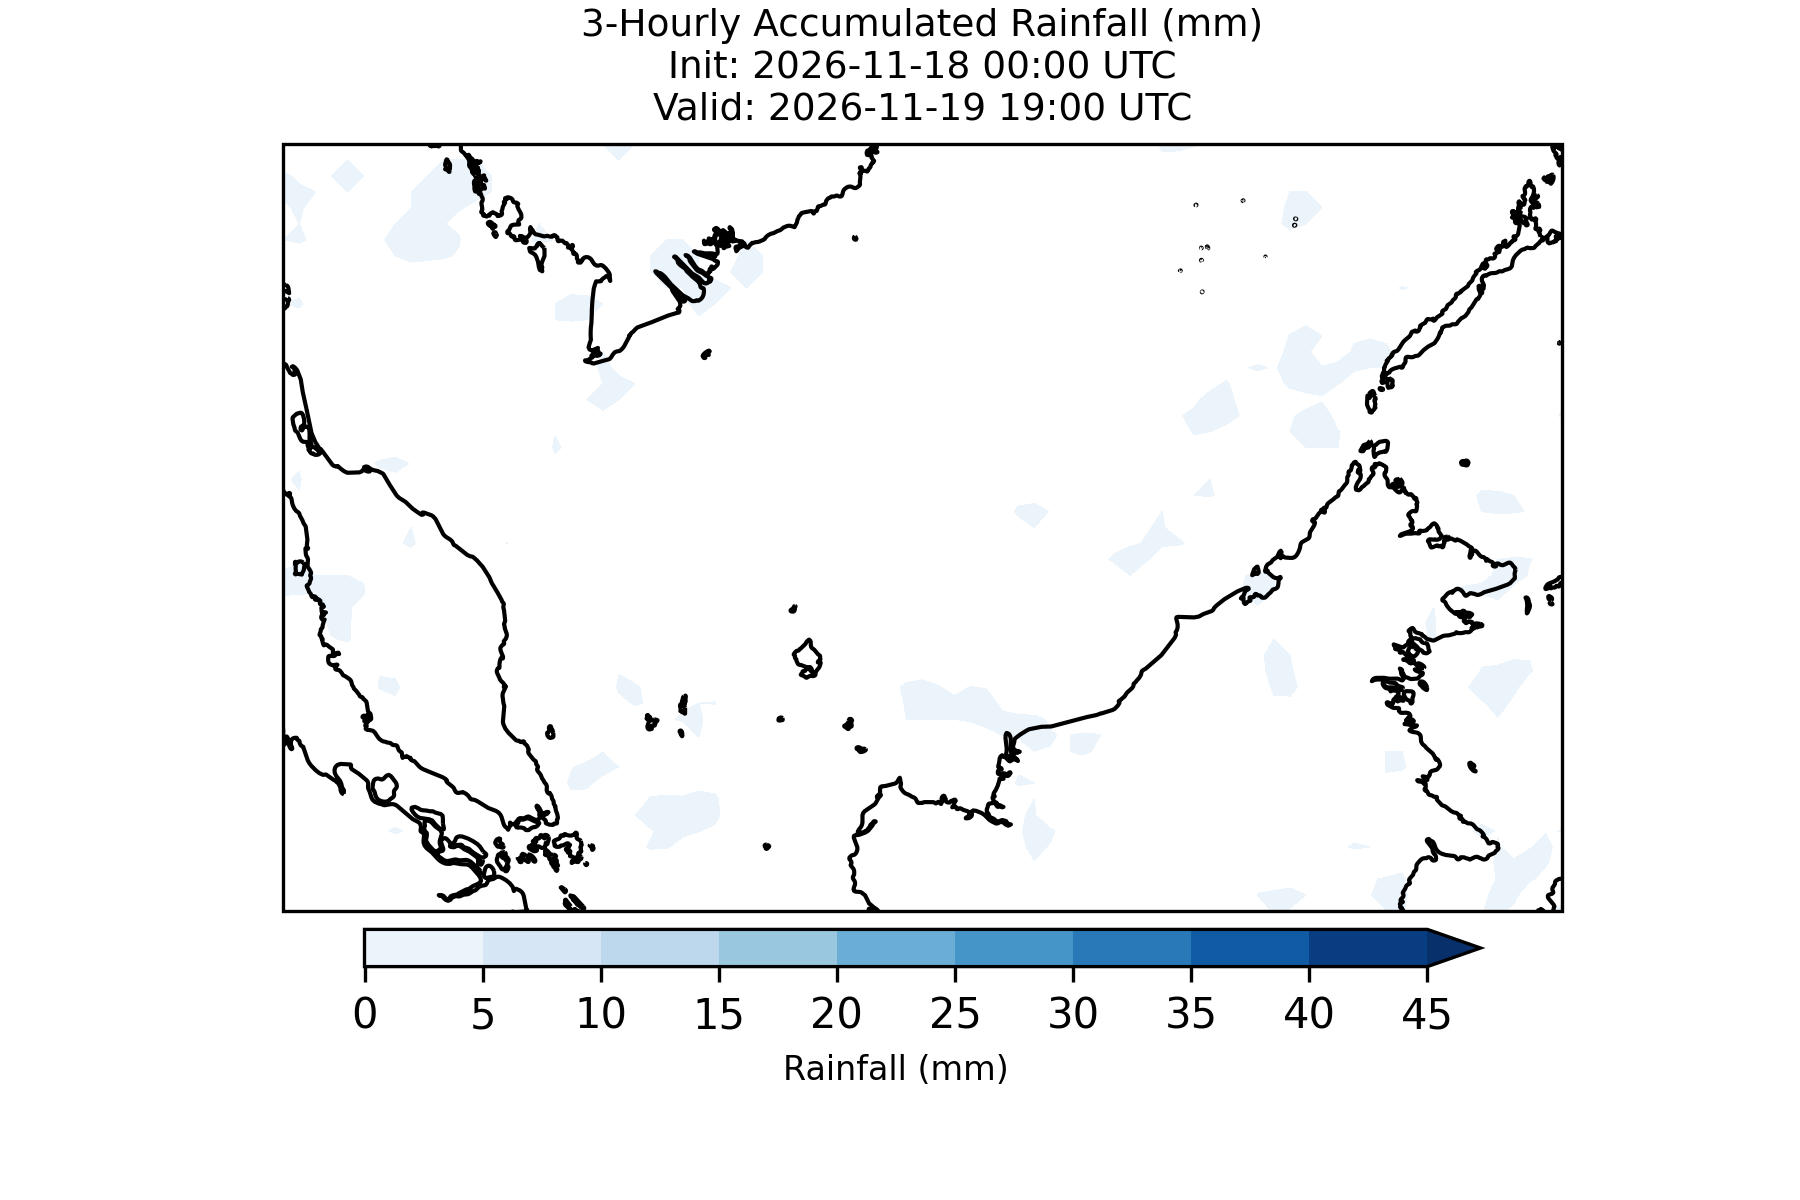 3-Hourly Accumulated Rainfall (mm)
Init: 2026-11-18 00:00 UTC
Valid: 2026-11-19 19:00 UTC
0 5 10 15 20 25 30 35 40 45
Rainfall (mm)